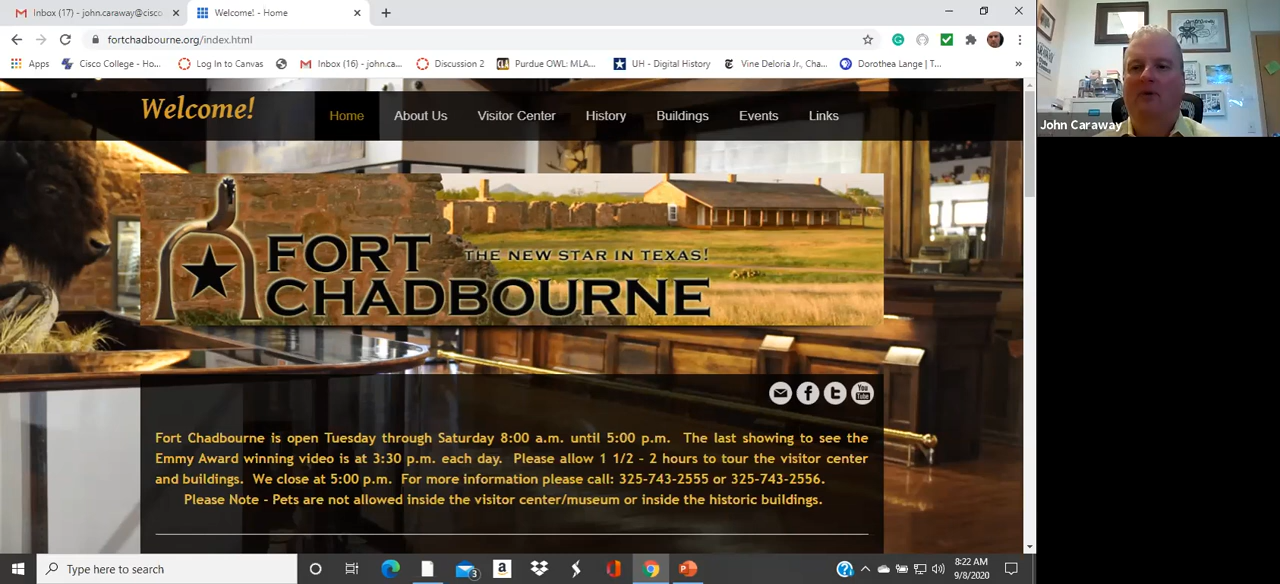 Inbox (17) - john.caraway@cisco
Welcome! - Home
fortchadbourne.org/index.html
Apps
Cisco College - Ho...
Log In to Canvas
Inbox (16) - john.ca...
Discussion 2
Purdue OWL: MLA...
UH - Digital History
Vine Deloria Jr., Cha...
Dorothea Lange | T...
»
John Caraway
Welcome!
Home About Us Visitor Center History Buildings Events Links
THE NEW STAR IN TEXAS!
FORT
CHADBOURNE
You
Tube
Fort Chadbourne is open Tuesday through Saturday 8:00 a.m. until 5:00 p.m. The last showing to see the
Emmy Award winning video is at 3:30 p.m. each day. Please allow 1 1/2 - 2 hours to tour the visitor center
and buildings. We close at 5:00 p.m. For more information please call: 325-743-2555 or 325-743-2556.
Please Note - Pets are not allowed inside the visitor center/museum or inside the historic buildings.
Type here to search
3
8:22 AM
9/8/2020